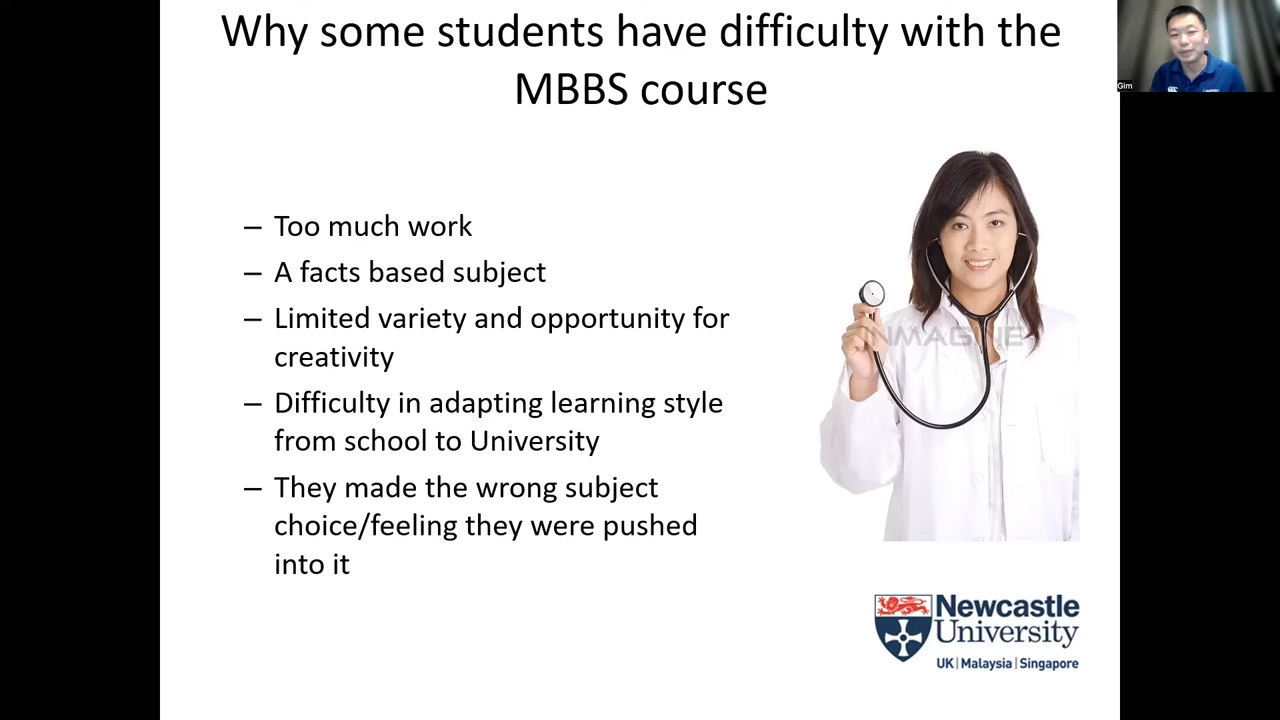 Why some students have difficulty with the
MBBS course
Gim
– Too much work
– A facts based subject
– Limited variety and opportunity for
creativity
– Difficulty in adapting learning style
from school to University
– They made the wrong subject
choice/feeling they were pushed
into it
INMAGINE
Newcastle
University
UK | Malaysia | Singapore